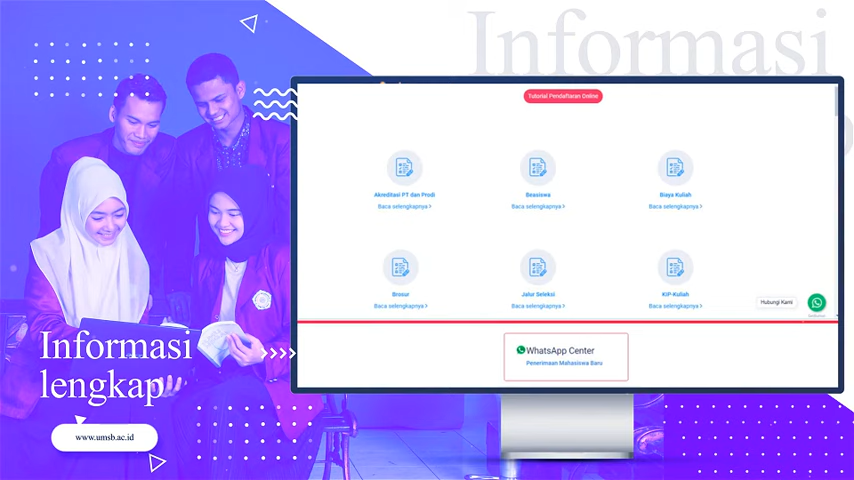 Informasi
Tutorial Pendaftaran Online
Akreditasi PT dan Prodi
Baca selengkapnya >
Beasiswa
Baca selengkapnya >
Biaya Kuliah
Baca selengkapnya >
Brosur
Baca selengkapnya >
Jalur Seleksi
Baca selengkapnya >
KIP-Kuliah
Baca selengkapnya >
Hubungi Kami
WhatsApp Center
Penerimaan Mahasiswa Baru
Informasi
lengkap
www.umsb.ac.id